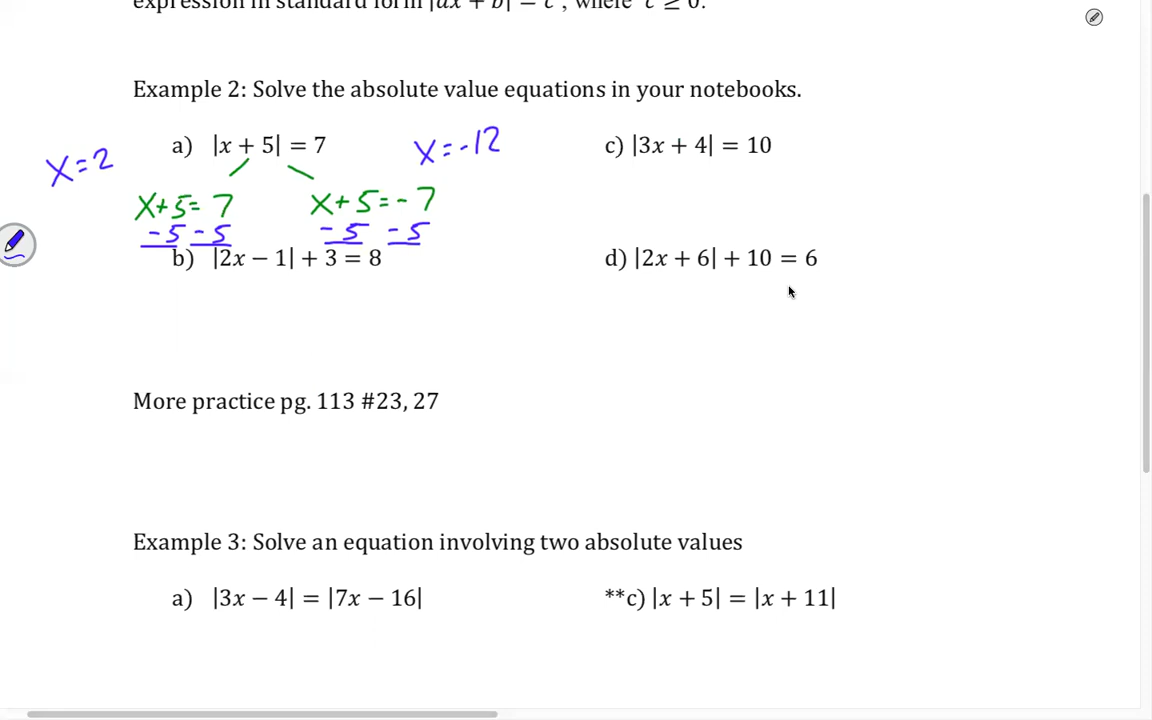 expression in standard form |ax + b| = c , where c ≥ 0.
Example 2: Solve the absolute value equations in your notebooks.
a) |x + 5| = 7
x=-12
c) |3x + 4| = 10
x=2
x+5=7
x+5=-7
-5 -5
-5 -5
b) |2x − 1| + 3 = 8
d) |2x + 6| + 10 = 6
More practice pg. 113 #23, 27
Example 3: Solve an equation involving two absolute values
a) |3x − 4| = |7x − 16|
**c) |x + 5| = |x + 11|